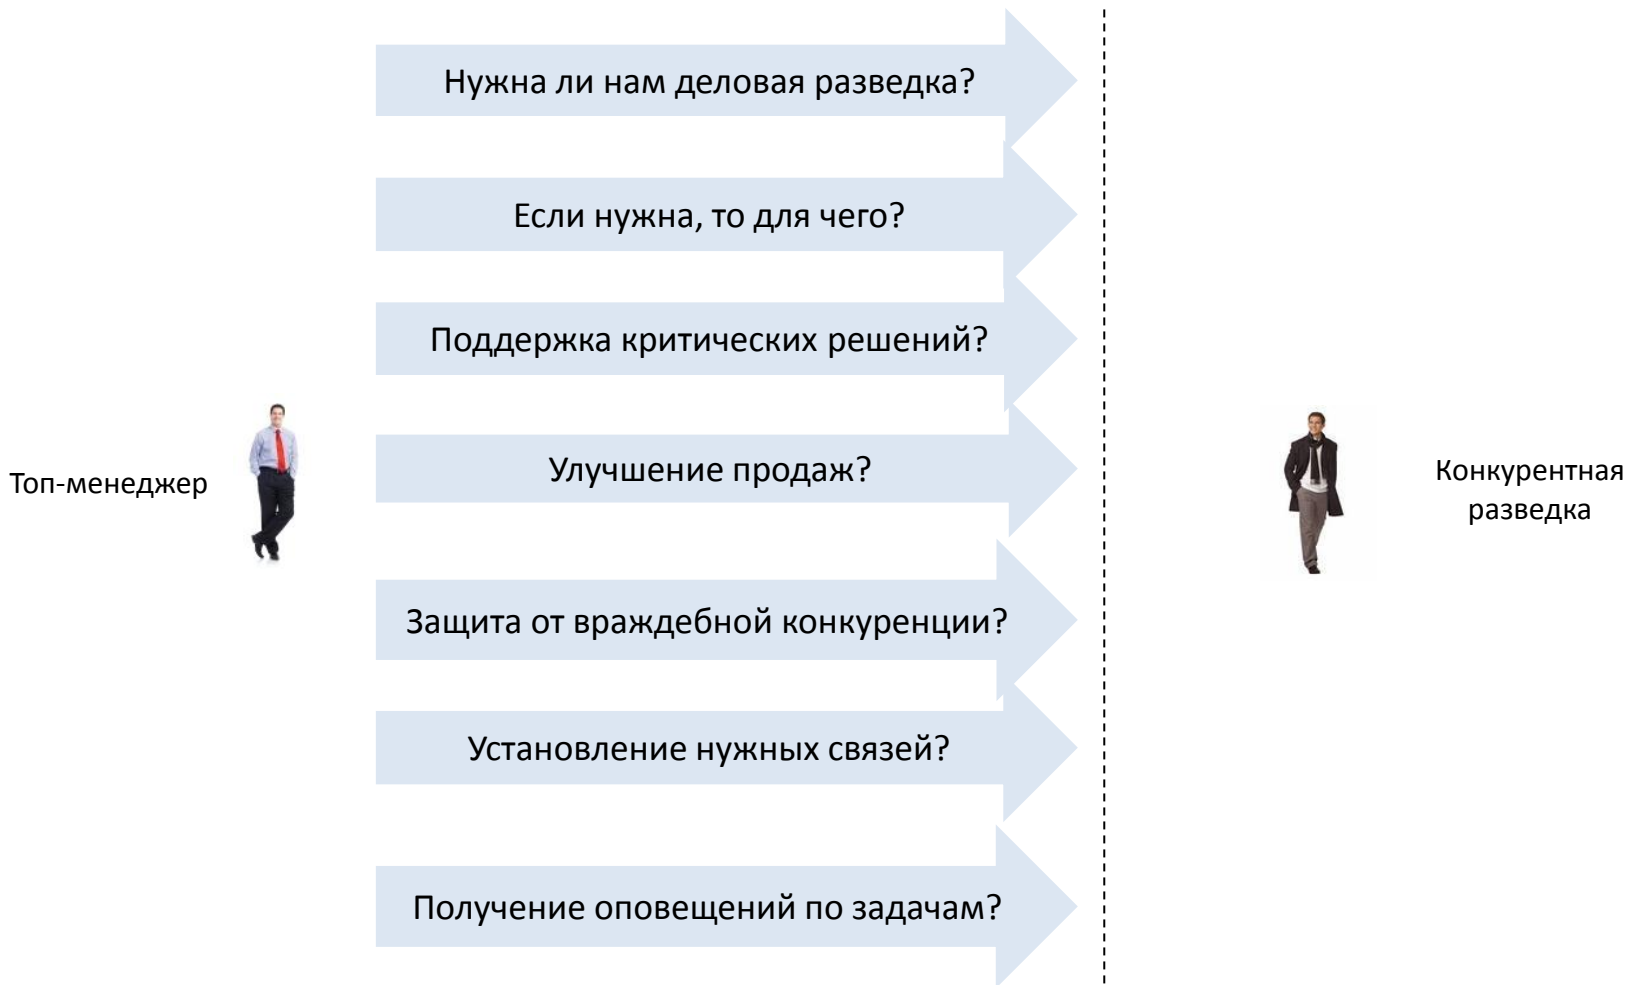 Нужна ли нам деловая разведка?
Если нужна, то для чего?
Поддержка критических решений?
Улучшение продаж?
Топ-менеджер
Конкурентная
разведка
Защита от враждебной конкуренции?
Установление нужных связей?
Получение оповещений по задачам?